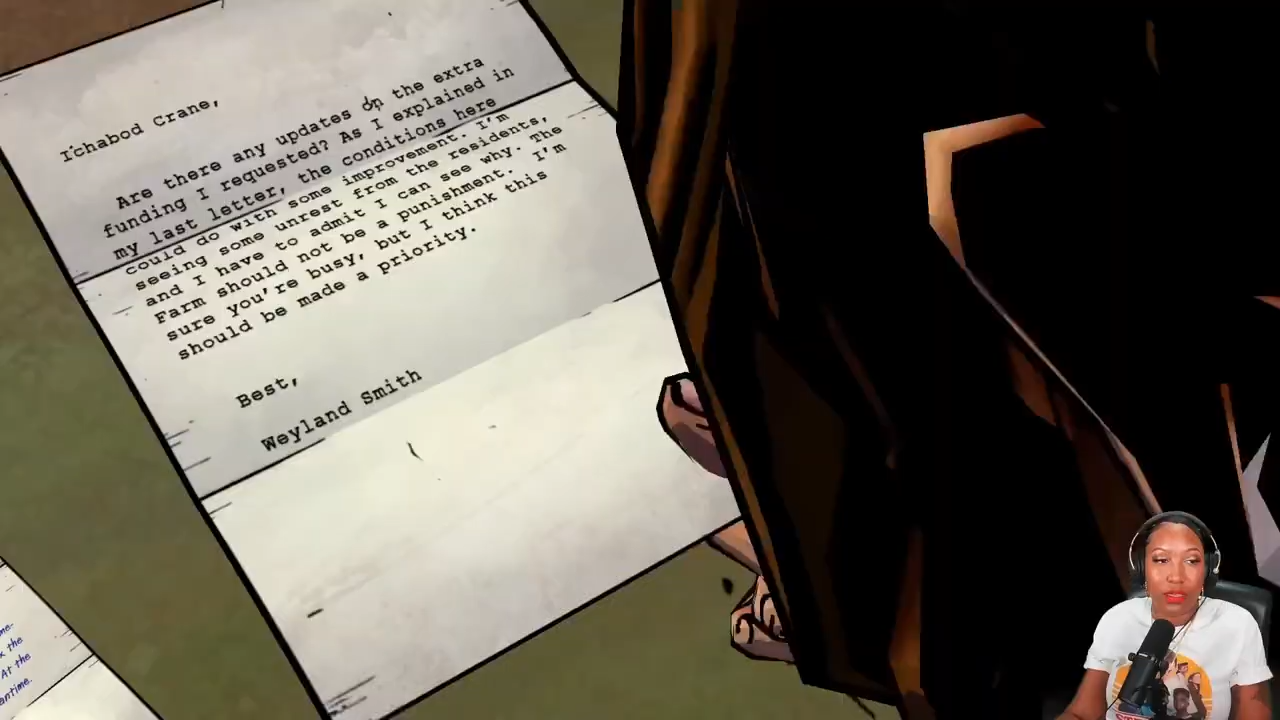 Ichabod Crane,
Are there any updates on the extra
funding I requested? As I explained in
my last letter, the conditions here
could do with some improvement. I'm
seeing some unrest from the residents,
and I have to admit I can see why. The
Farm should not be a punishment. I'm
sure you're busy, but I think this
should be made a priority.
Best,
Weyland Smith
the
At the